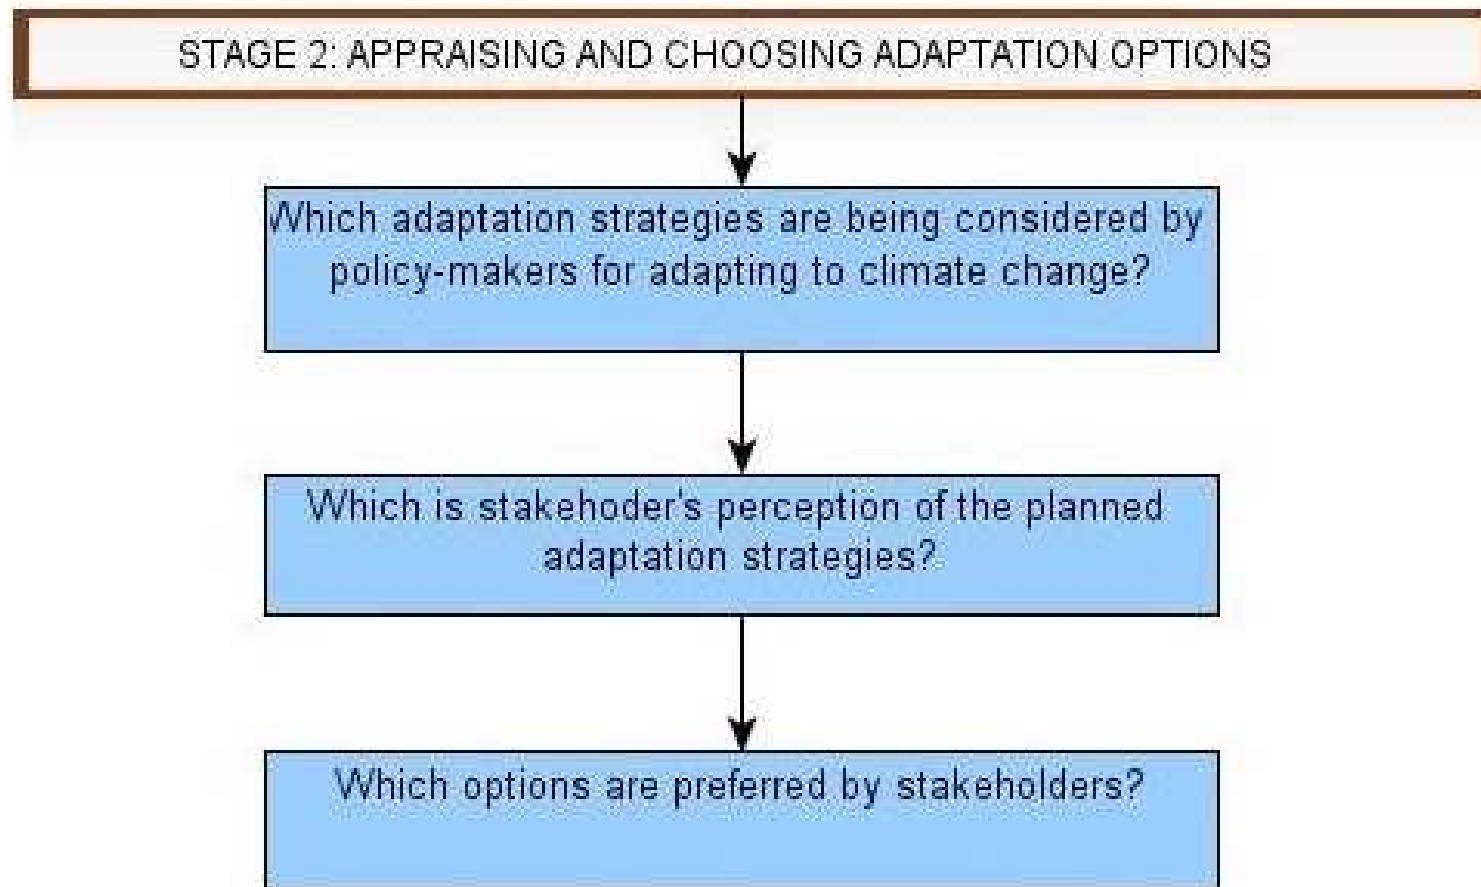 STAGE 2: APPRAISING AND CHOOSING ADAPTATION OPTIONS
Which adaptation strategies are being considered by
policy-makers for adapting to climate change?
Which is stakehoder's perception of the planned
adaptation strategies?
Which options are preferred by stakeholders?